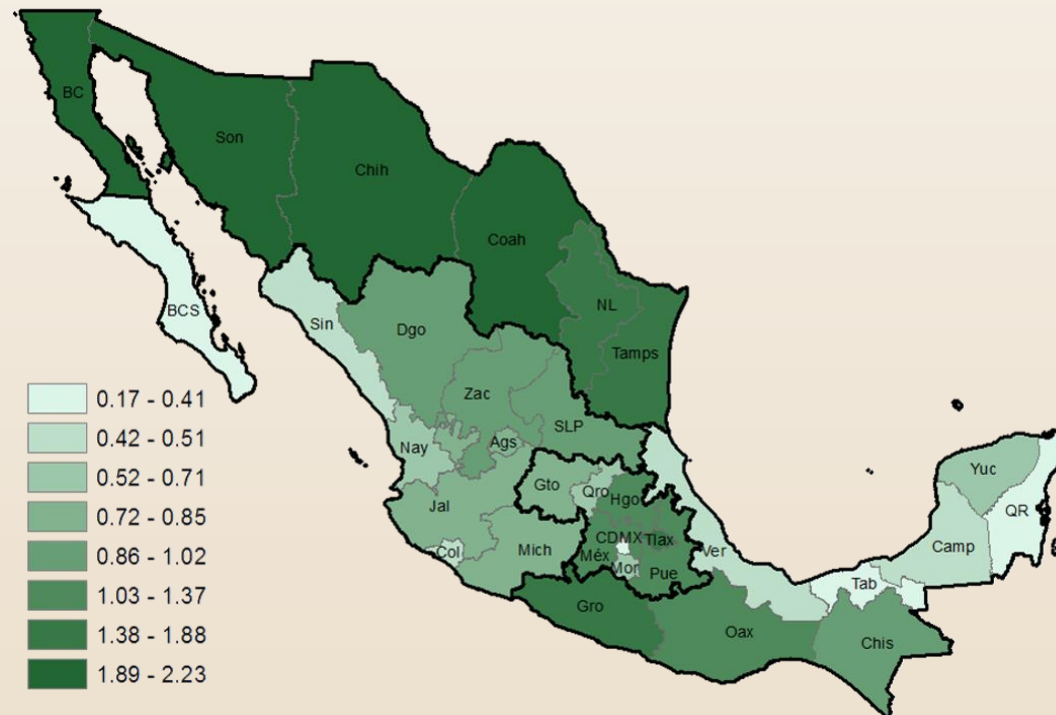 BC
Son
Chih
Coah
BCS
Sin
Dgo
NL
Tamps
Zac
SLP
Nay
Ags
Jal
Gto
Qro
Hgo
Col
Mich
CDMX
Tlax
Méx
Mor
Pue
Ver
Gro
Oax
Tab
Chis
Camp
Yuc
QR
0.17 - 0.41
0.42 - 0.51
0.52 - 0.71
0.72 - 0.85
0.86 - 1.02
1.03 - 1.37
1.38 - 1.88
1.89 - 2.23